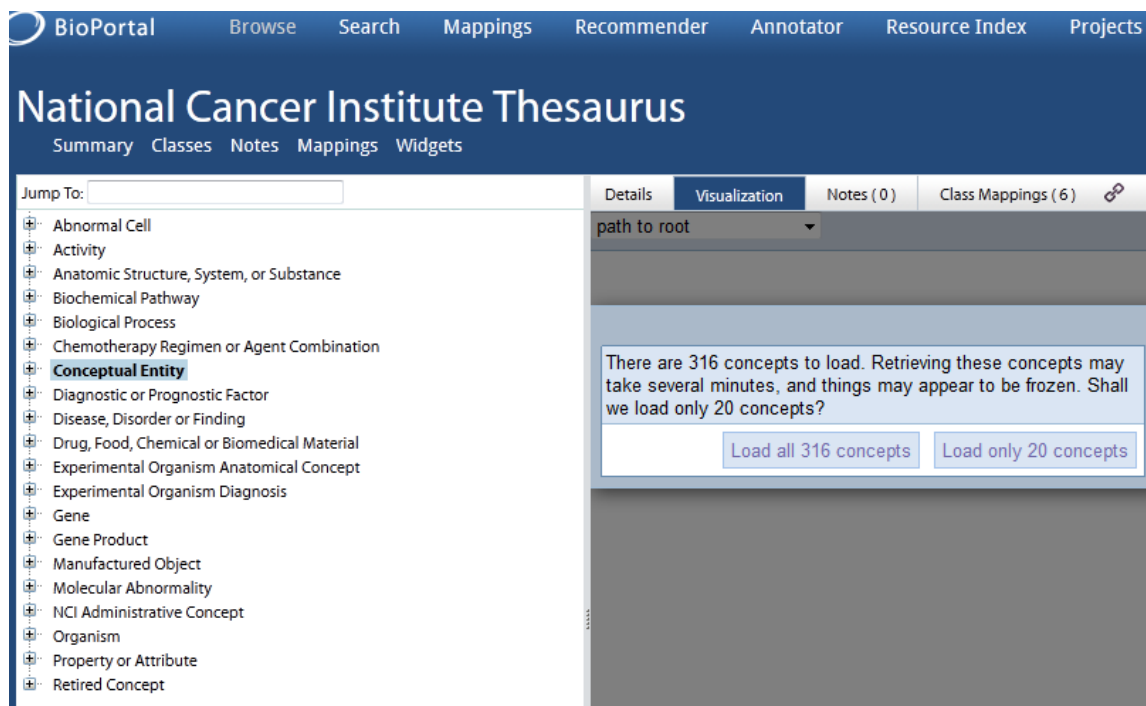 BioPortal Browse Search Mappings Recommender Annotator Resource Index Projects
National Cancer Institute Thesaurus
Summary Classes Notes Mappings Widgets
Jump To:
Abnormal Cell
Activity
Anatomic Structure, System, or Substance
Biochemical Pathway
Biological Process
Chemotherapy Regimen or Agent Combination
Conceptual Entity
Diagnostic or Prognostic Factor
Disease, Disorder or Finding
Drug, Food, Chemical or Biomedical Material
Experimental Organism Anatomical Concept
Experimental Organism Diagnosis
Gene
Gene Product
Manufactured Object
Molecular Abnormality
NCI Administrative Concept
Organism
Property or Attribute
Retired Concept
Details Visualization Notes ( 0 ) Class Mappings ( 6 )
path to root
There are 316 concepts to load. Retrieving these concepts may
take several minutes, and things may appear to be frozen. Shall
we load only 20 concepts?
Load all 316 concepts Load only 20 concepts